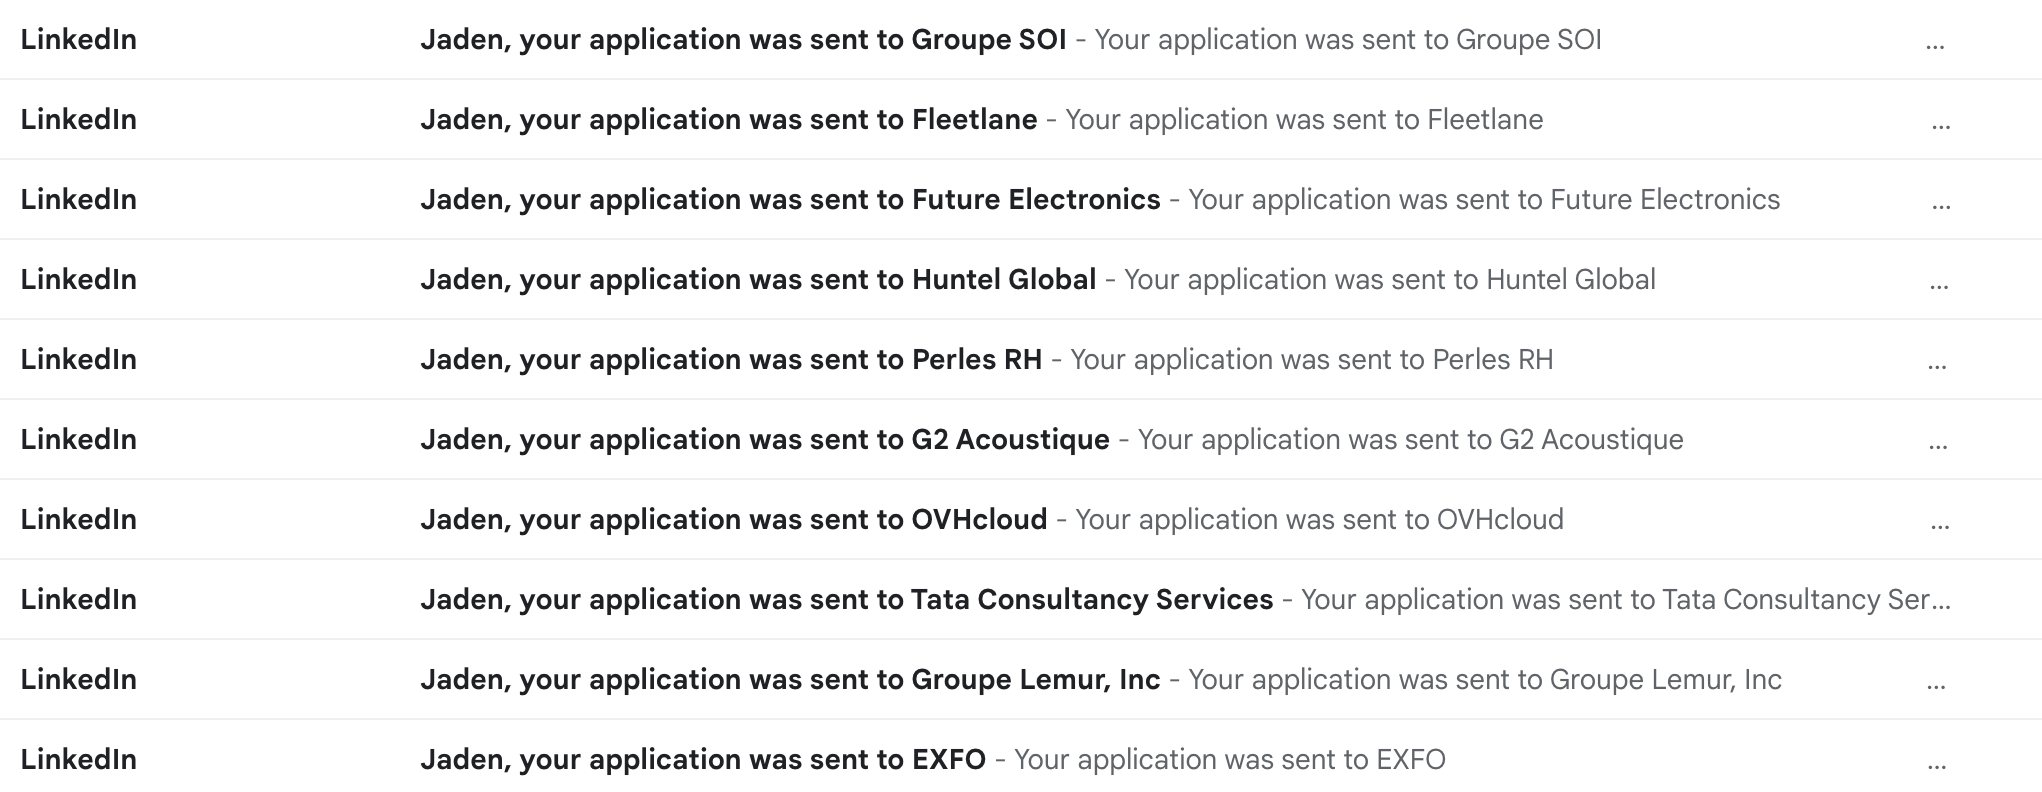 LinkedIn Jaden, your application was sent to Groupe SOI - Your application was sent to Groupe SOI ...
LinkedIn Jaden, your application was sent to Fleetlane - Your application was sent to Fleetlane ...
LinkedIn Jaden, your application was sent to Future Electronics - Your application was sent to Future Electronics ...
LinkedIn Jaden, your application was sent to Huntel Global - Your application was sent to Huntel Global ...
LinkedIn Jaden, your application was sent to Perles RH - Your application was sent to Perles RH ...
LinkedIn Jaden, your application was sent to G2 Acoustique - Your application was sent to G2 Acoustique ...
LinkedIn Jaden, your application was sent to OVHcloud - Your application was sent to OVHcloud ...
LinkedIn Jaden, your application was sent to Tata Consultancy Services - Your application was sent to Tata Consultancy Ser...
LinkedIn Jaden, your application was sent to Groupe Lemur, Inc - Your application was sent to Groupe Lemur, Inc ...
LinkedIn Jaden, your application was sent to EXFO - Your application was sent to EXFO ...